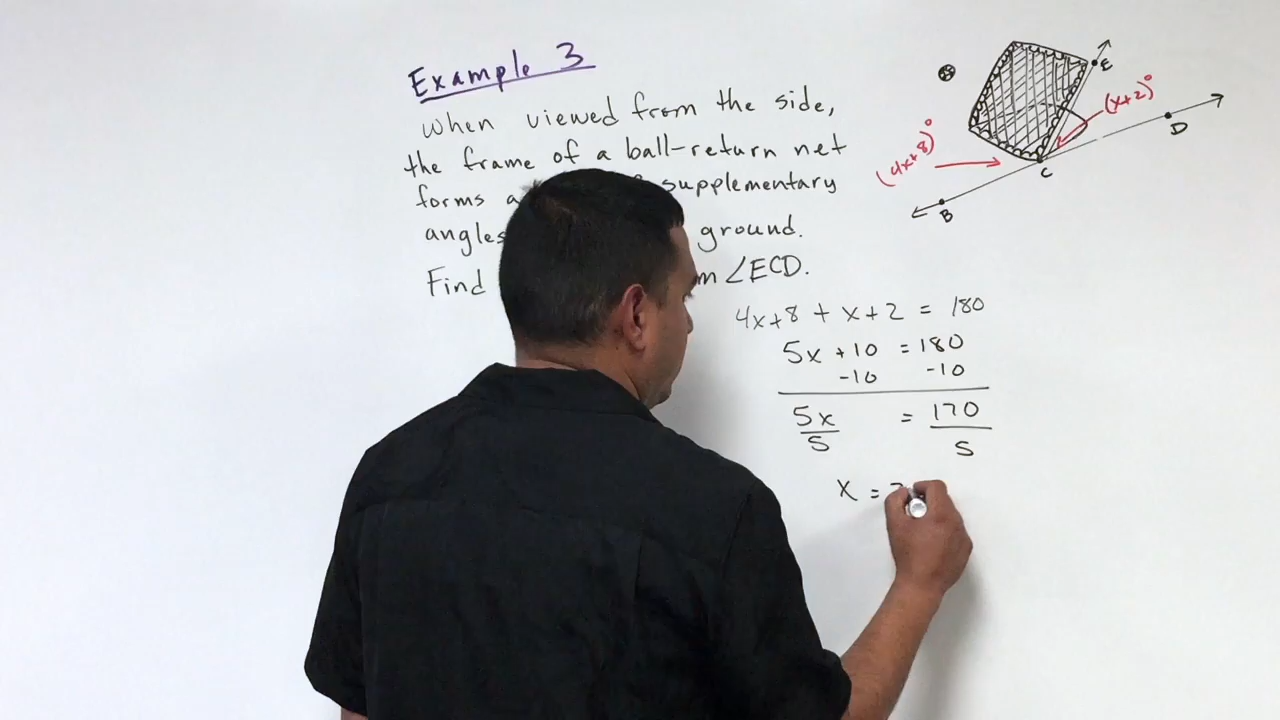 Example 3
When viewed from the side,
the frame of a ball-return net
forms a supplementary
angles ground.
Find m∠ECD.
4x+8 + x+2 = 180
5x +10 = 180
-10 -10
5x = 170
5 5
x =
(4x+8)°
(x+2)°
E
D
C
B